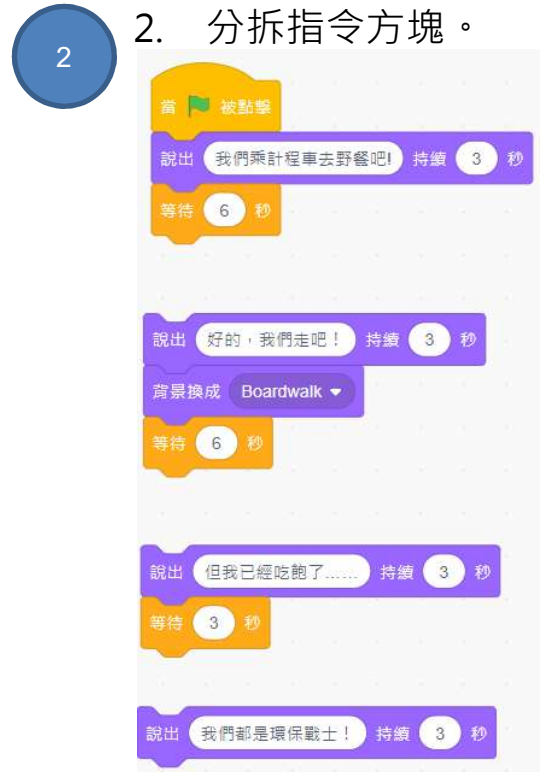 2
2. 分拆指令方塊。
當 被點擊
說出 我們乘計程車去野餐吧! 持續 3 秒
等待 6 秒
說出 好的，我們走吧！ 持續 3 秒
背景換成 Boardwalk
等待 6 秒
說出 但我已經吃飽了...... 持續 3 秒
等待 3 秒
說出 我們都是環保戰士！ 持續 3 秒